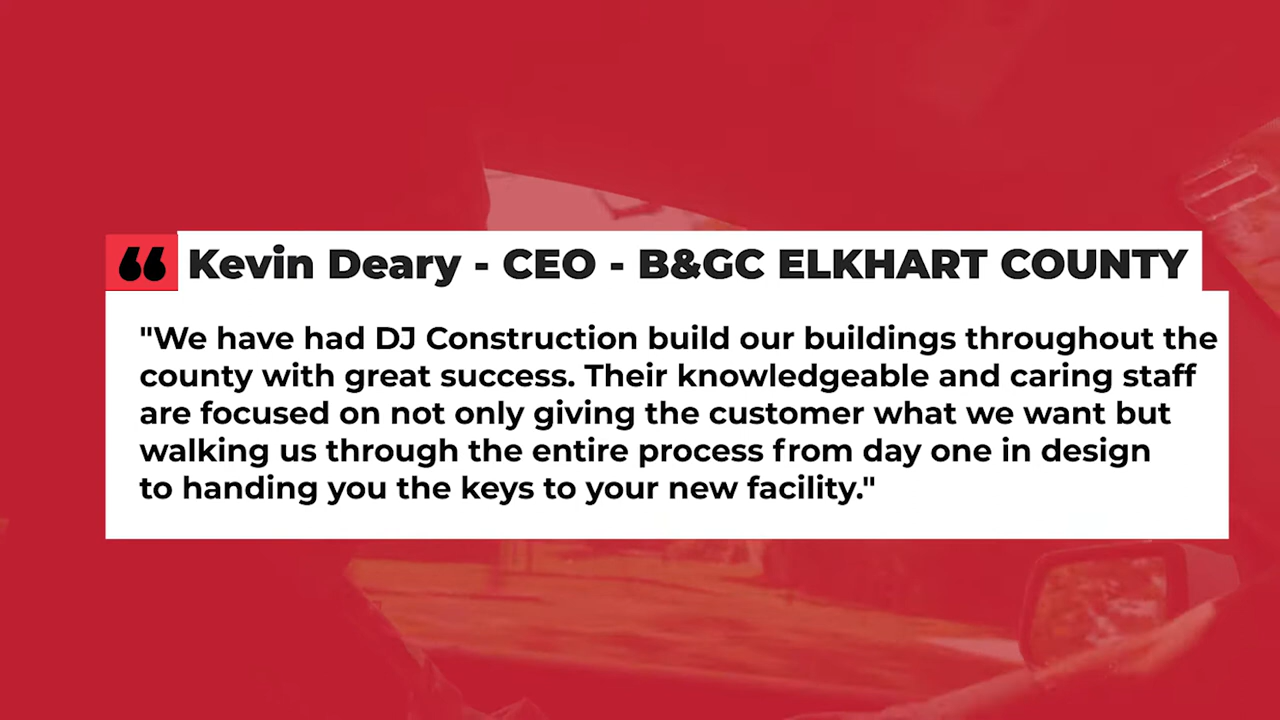 ❝ Kevin Deary - CEO - B&GC ELKHART COUNTY
"We have had DJ Construction build our buildings throughout the
county with great success. Their knowledgeable and caring staff
are focused on not only giving the customer what we want but
walking us through the entire process from day one in design
to handing you the keys to your new facility."